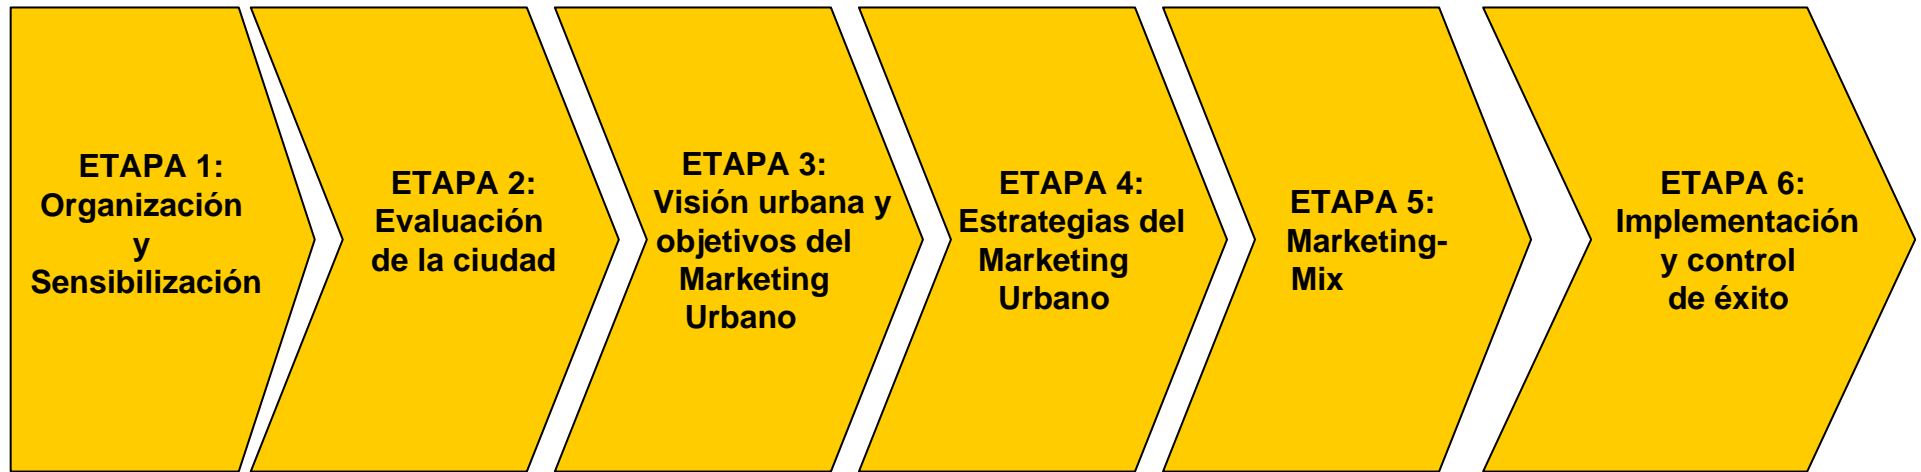 ETAPA 1:
Organización
y
Sensibilización
ETAPA 2:
Evaluación
de la ciudad
ETAPA 3:
Visión urbana y
objetivos del
Marketing
Urbano
ETAPA 4:
Estrategias del
Marketing
Urbano
ETAPA 5:
Marketing-
Mix
ETAPA 6:
Implementación
y control
de éxito